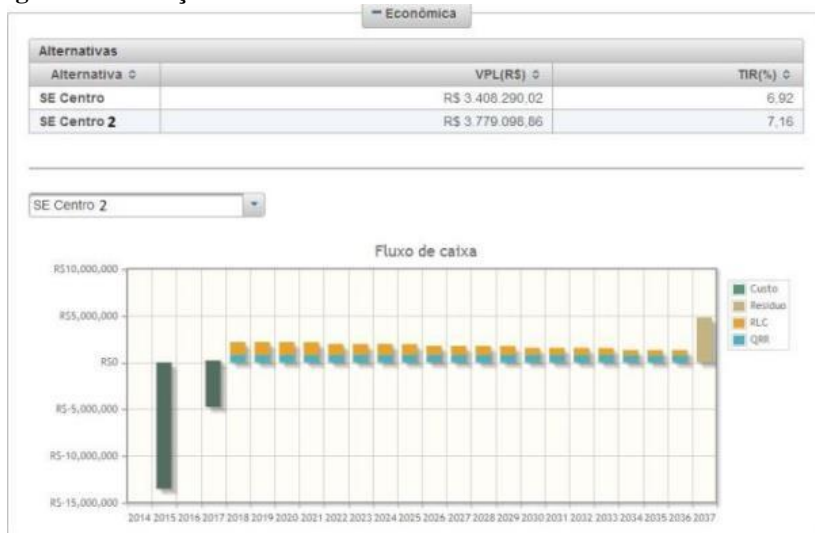 Econômica
Alternativas
Alternativa VPL(R$) TIR(%)
SE Centro R$ 3.408.290,02 6,92
SE Centro 2 R$ 3.779.098,86 7,16
SE Centro 2
Fluxo de caixa
R$10,000,000
R$5,000,000
R$0
R$-5,000,000
R$-10,000,000
R$-15,000,000
Custo
Residuo
RLC
QRR
2014 2015 2016 2017 2018 2019 2020 2021 2022 2023 2024 2025 2026 2027 2028 2029 2030 2031 2032 2033 2034 2035 2036 2037